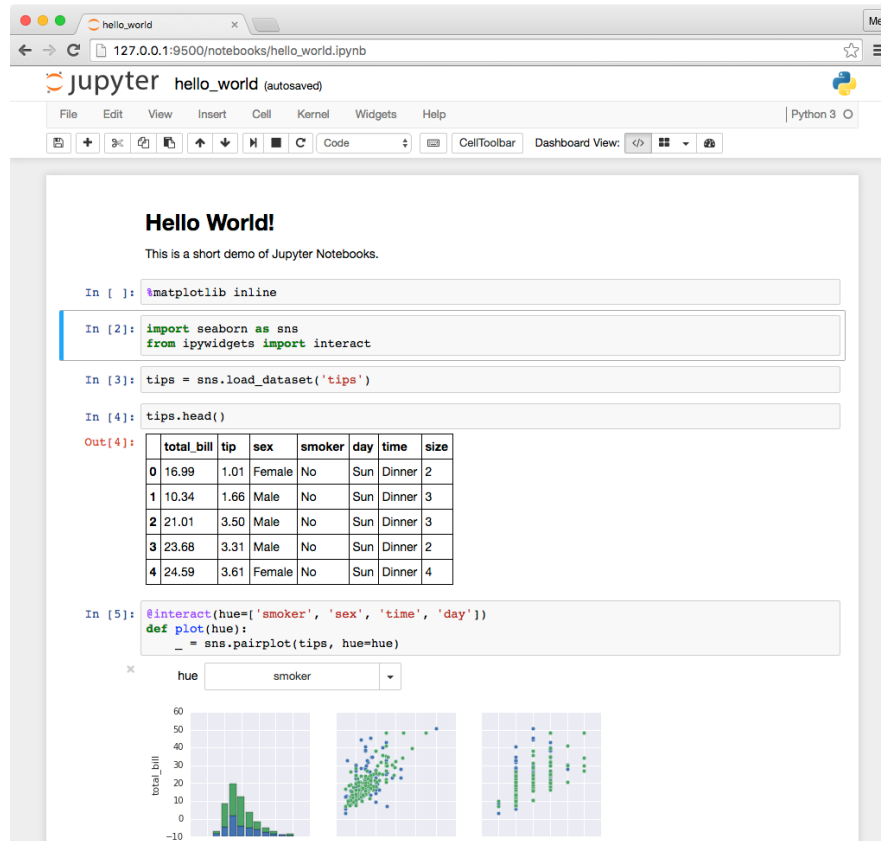 hello_world
Me
127.0.0.1:9500/notebooks/hello_world.ipynb
jupyter hello_world (autosaved)
File Edit View Insert Cell Kernel Widgets Help Python 3
Code CellToolbar Dashboard View: </>
Hello World!
This is a short demo of Jupyter Notebooks.
In [ ]: %matplotlib inline
In [2]: import seaborn as sns
from ipywidgets import interact
In [3]: tips = sns.load_dataset('tips')
In [4]: tips.head()
Out[4]: total_bill tip sex smoker day time size
0 16.99 1.01 Female No Sun Dinner 2
1 10.34 1.66 Male No Sun Dinner 3
2 21.01 3.50 Male No Sun Dinner 3
3 23.68 3.31 Male No Sun Dinner 2
4 24.59 3.61 Female No Sun Dinner 4
In [5]: @interact(hue=['smoker', 'sex', 'time', 'day'])
def plot(hue):
_ = sns.pairplot(tips, hue=hue)
hue smoker
60
50
40
30
20
10
0
−10
total_bill